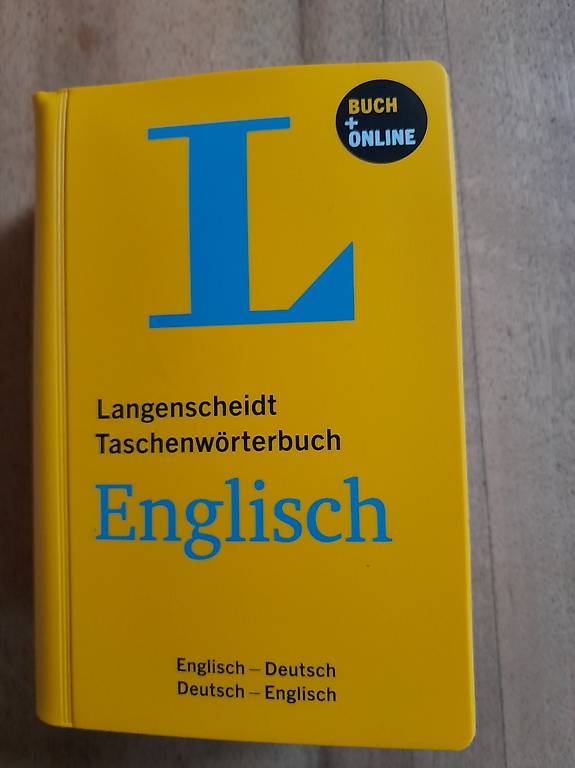 L
BUCH
+
ONLINE
Langenscheidt
Taschenwörterbuch
Englisch
Englisch – Deutsch
Deutsch – Englisch